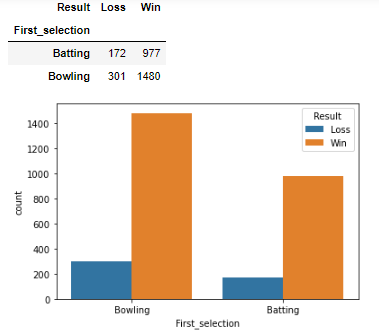 Result Loss Win
First_selection
Batting 172 977
Bowling 301 1480
Result
Loss
Win
1400
1200
1000
800
600
400
200
0
count
Bowling Batting
First_selection